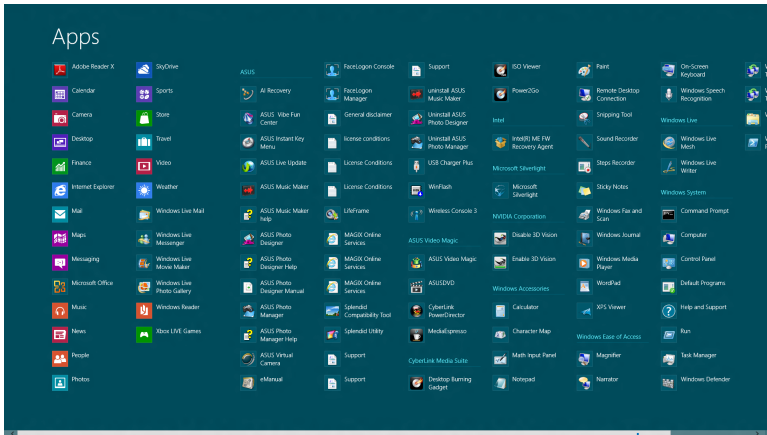 Apps
Adobe Reader X
Calendar
Camera
Desktop
Finance
Internet Explorer
Mail
Maps
Messaging
Microsoft Office
Music
News
People
Photos
SkyDrive
Sports
Store
Travel
Video
Weather
Windows Live Mail
Windows Live
Messenger
Windows Live
Movie Maker
Windows Live
Photo Gallery
Windows Reader
Xbox LIVE Games
ASUS
AI Recovery
ASUS Vibe Fun
Center
ASUS Instant Key
Menu
ASUS Live Update
ASUS Music Maker
ASUS Music Maker
help
ASUS Photo
Designer
ASUS Photo
Designer Help
ASUS Photo
Designer Manual
ASUS Photo
Manager
ASUS Photo
Manager Help
ASUS Virtual
Camera
eManual
FaceLogon Console
FaceLogon
Manager
General disclaimer
license conditions
License Conditions
License Conditions
LifeFrame
MAGIX Online
Services
MAGIX Online
Services
MAGIX Online
Services
Splendid
Compatibility Tool
Splendid Utility
Support
Support
Support
uninstall ASUS
Music Maker
Uninstall ASUS
Photo Designer
Uninstall ASUS
Photo Manager
USB Charger Plus
WinFlash
Wireless Console 3
ASUS Video Magic
ASUS Video Magic
ASUSDVD
CyberLink
PowerDirector
MediaEspresso
CyberLink Media Suite
Desktop Burning
Gadget
ISO Viewer
Power2Go
Intel
Intel(R) ME FW
Recovery Agent
Microsoft Silverlight
Microsoft
Silverlight
NVIDIA Corporation
Disable 3D Vision
Enable 3D Vision
Windows Accessories
Calculator
Character Map
Math Input Panel
Notepad
Paint
Remote Desktop
Connection
Snipping Tool
Sound Recorder
Steps Recorder
Sticky Notes
Windows Fax and
Scan
Windows Journal
Windows Media
Player
WordPad
XPS Viewer
Windows Ease of Access
Magnifier
Narrator
On-Screen
Keyboard
Windows Speech
Recognition
Windows Live
Windows Live
Mesh
Windows Live
Writer
Windows System
Command Prompt
Computer
Control Panel
Default Programs
Help and Support
Run
Task Manager
Windows Defender